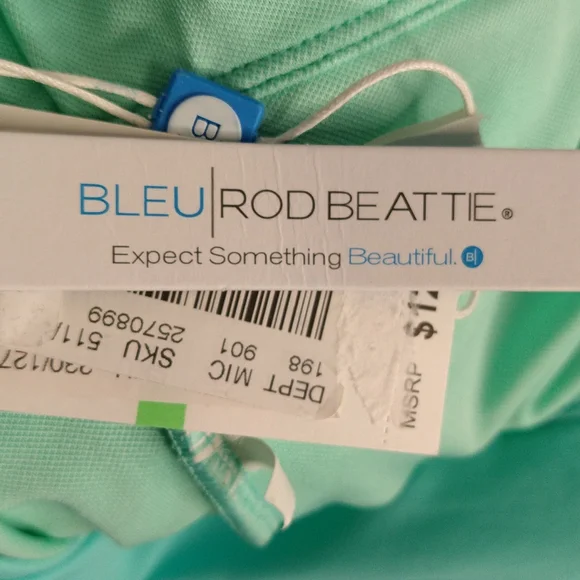 B
BLEU|ROD BEATTIE®
Expect Something Beautiful. B|
DEPT MIC
198 901
SKU
2570899
MSRP